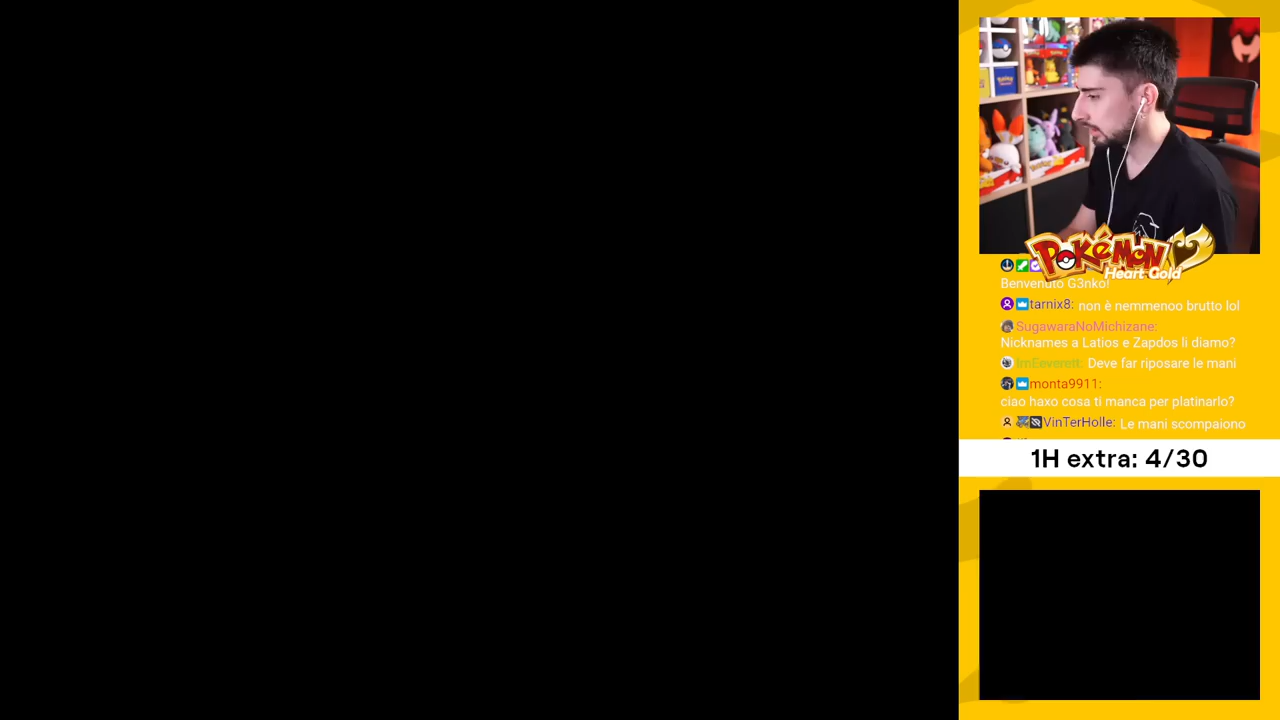 POKéMON
Heart Gold
Benvenuto G3nko!
tarnix8: non è nemmenoo brutto lol
SugawaraNoMichizane:
Nicknames a Latios e Zapdos li diamo?
ImEeverett: Deve far riposare le mani
monta9911:
ciao haxo cosa ti manca per platinarlo?
VinTerHolle: Le mani scompaiono
1H extra: 4/30